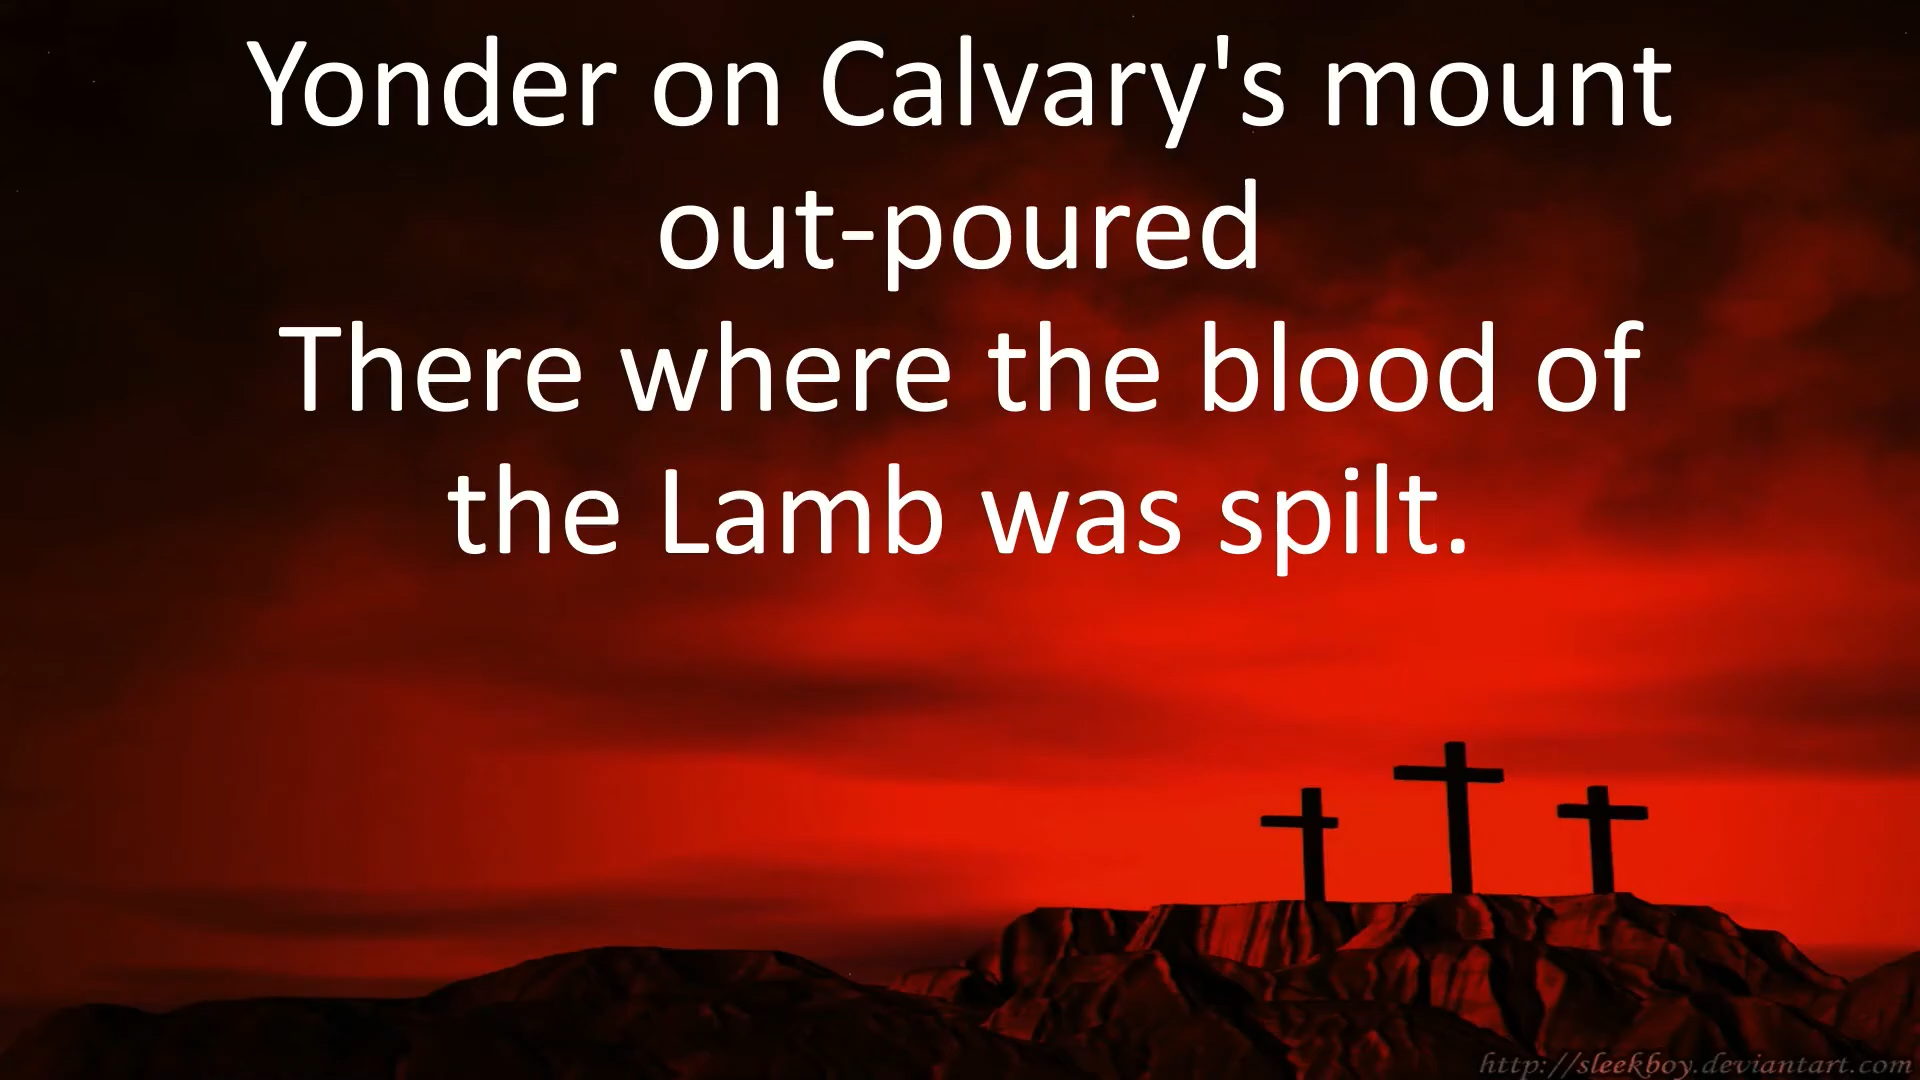 Yonder on Calvary's mount
out-poured
There where the blood of
the Lamb was spilt.
http://sleekboy.deviantart.com